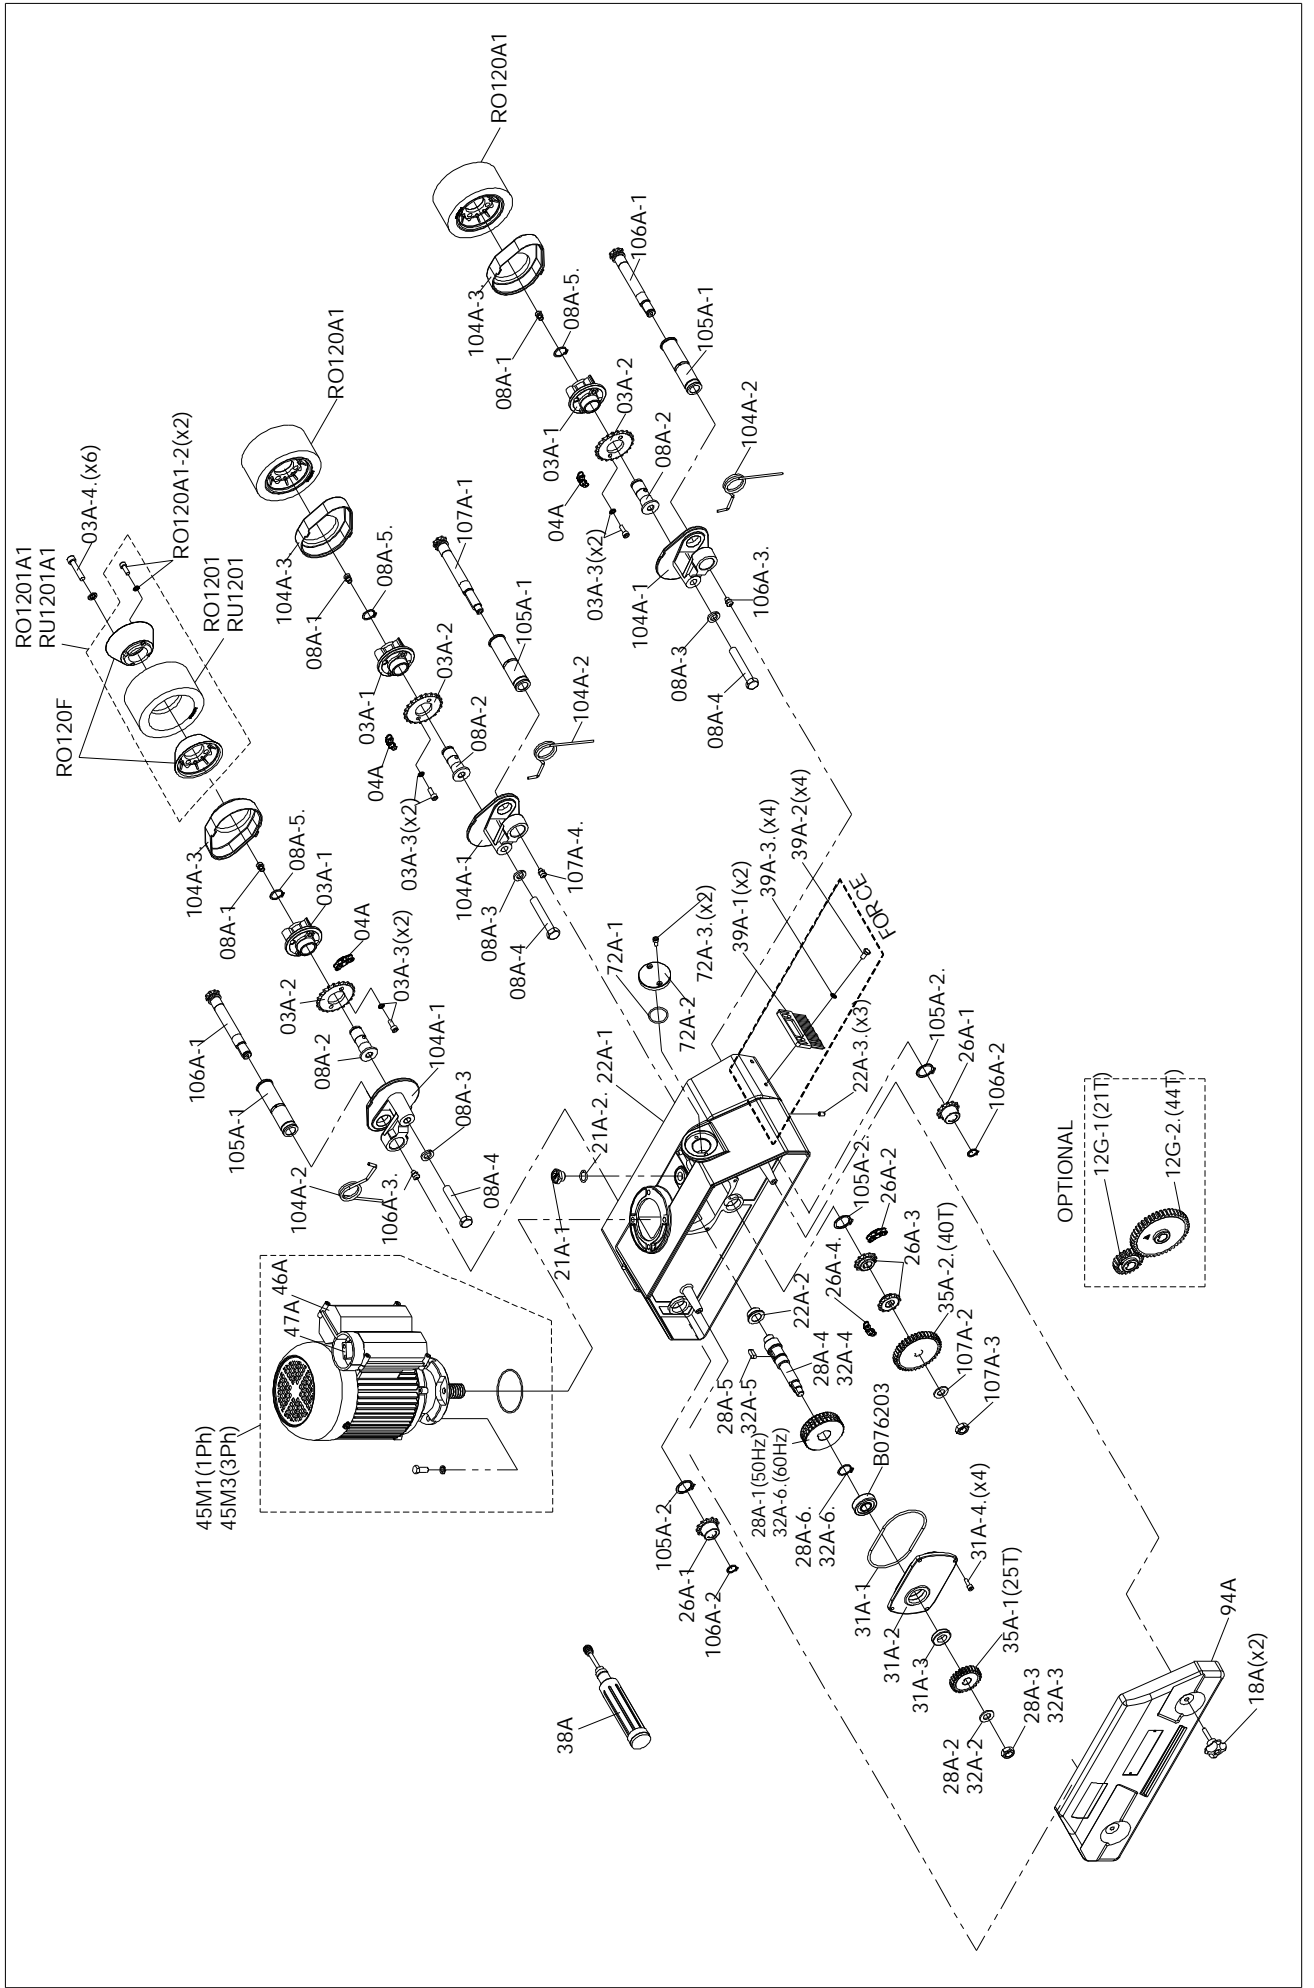 RO120A1
104A-3.
08A-1
08A-5.
106A-1
105A-1
03A-1
03A-2
04A
08A-2
104A-2
03A-3(x2)
104A-1
106A-3.
08A-3
08A-4
RO120A1
104A-3.
08A-1
08A-5.
107A-1
105A-1
03A-1
03A-2
04A
08A-2
104A-2
03A-3(x2)
104A-1
107A-4.
08A-3
08A-4
RO1201A1
RU1201A1
03A-4.(x6)
RO120A1-2(x2)
RO1201
RU1201
RO120F
104A-3.
08A-1
08A-5.
03A-1
04A
03A-2
03A-3(x2)
106A-1
105A-1
08A-2
104A-1
104A-2
106A-3.
08A-3
08A-4
72A-1
72A-2
72A-3.(x2)
39A-1(x2)
39A-3.(x4)
39A-2(x4)
FORCE
22A-1
21A-2.
21A-1
22A-3.(x3)
105A-2.
26A-1
106A-2
45M1(1Ph)
45M3(3Ph)
47A
46A
105A-2
26A-1
106A-2
22A-2
28A-4
32A-4
28A-5
32A-5
28A-1(50Hz)
32A-6.(60Hz)
28A-6.
32A-6.
B076203
31A-1
31A-2
31A-4.(x4)
31A-3
35A-1(25T)
28A-2
32A-2
28A-3
32A-3
105A-2.
26A-2
26A-4.
26A-3
35A-2.(40T)
107A-2
107A-3
OPTIONAL
12G-1(21T)
12G-2.(44T)
38A
94A
18A(x2)